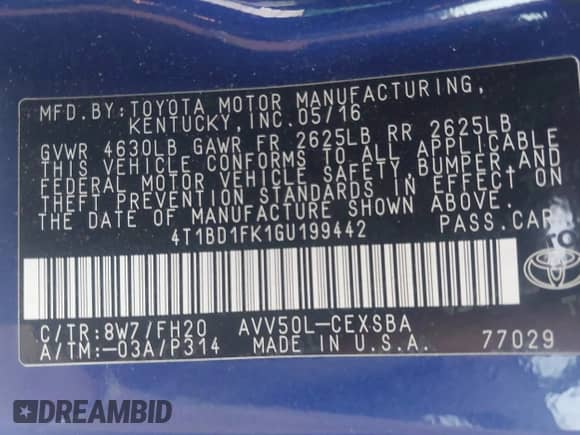 MFD.BY:TOYOTA MOTOR MANUFACTURING,
KENTUCKY,INC.05/16
GVWR 4630LB GAWR FR 2625LB RR 2625LB
THIS VEHICLE CONFORMS TO ALL APPLICABLE
FEDERAL MOTOR VEHICLE SAFETY,BUMPER,AND
THEFT PREVENTION STANDARDS IN EFFECT ON
THE DATE OF MANUFACTURE SHOWN ABOVE.
4T1BD1FK1GU199442 PASS.CAR
C/TR:8W7/FH20 AVV50L-CEXSBA
A/TM:-03A/P314 MADE IN U.S.A. 77029
DREAMBID